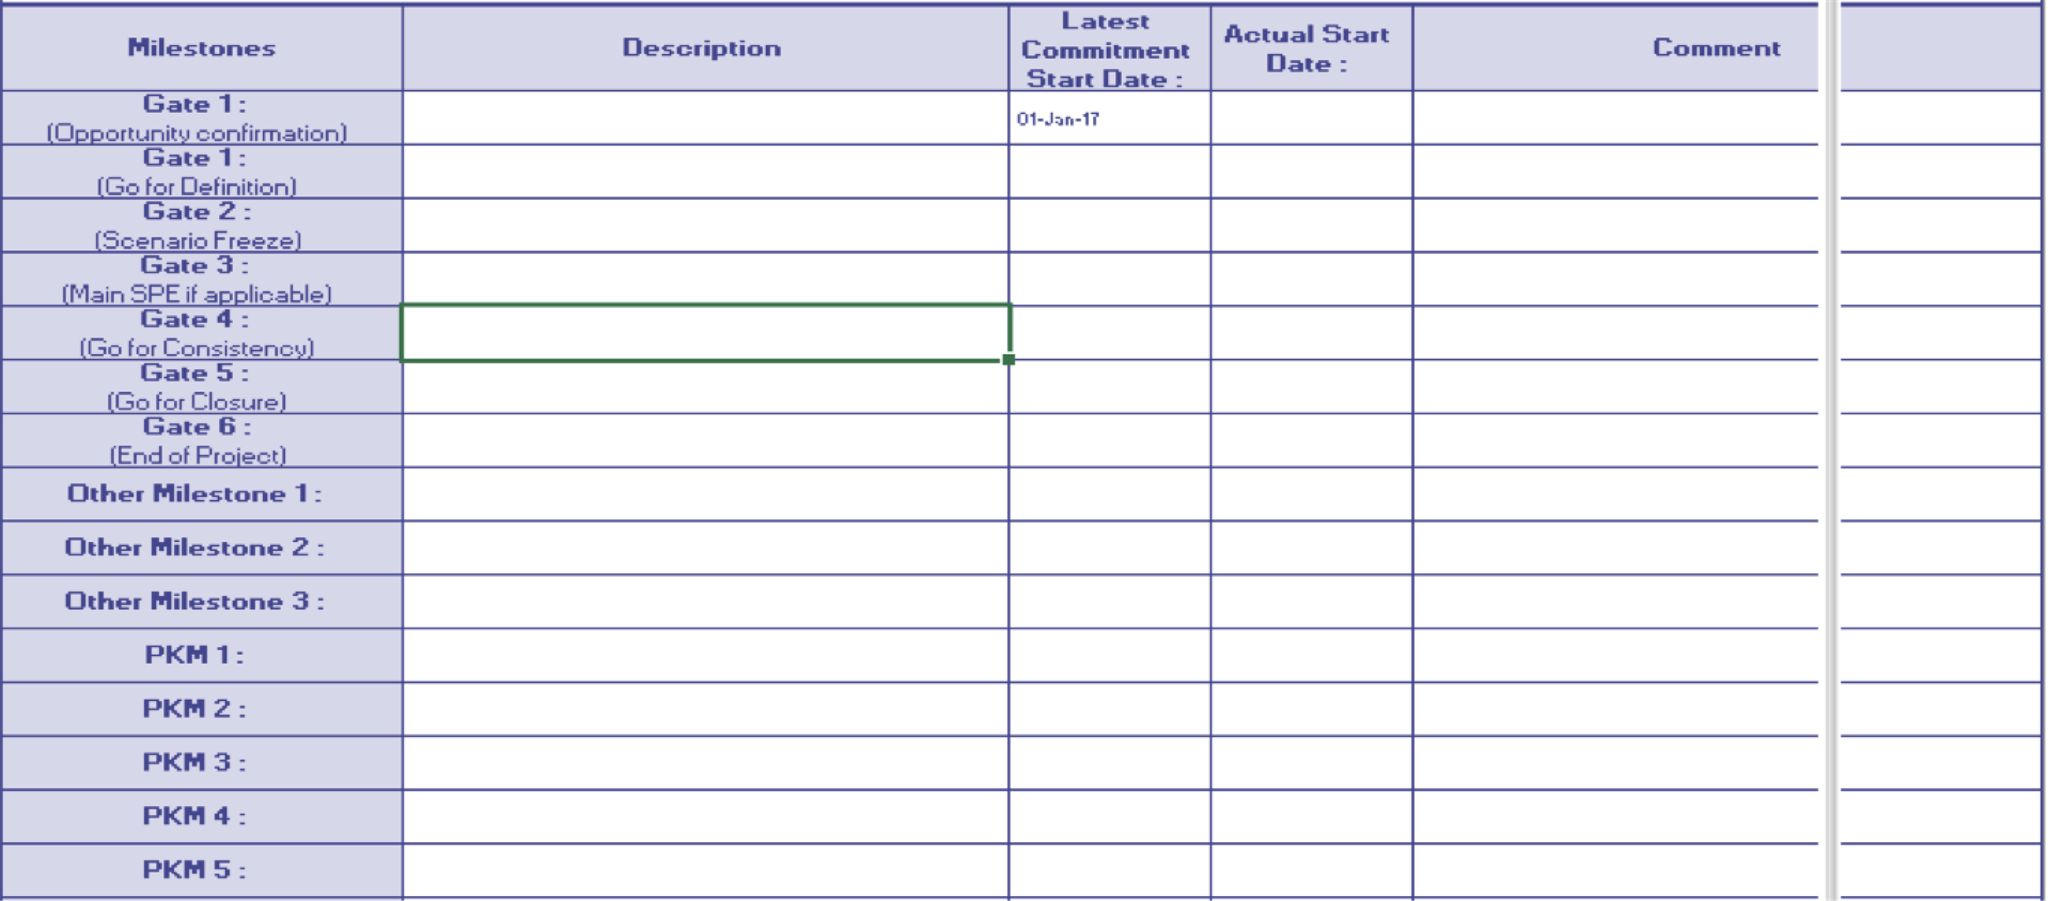 Milestones
Description
Latest
Commitment
Start Date :
Actual Start
Date :
Comment
Gate 1 :
(Opportunity confirmation)
01-Jan-17
Gate 1 :
(Go for Definition)
Gate 2 :
(Scenario Freeze)
Gate 3 :
(Main SPE if applicable)
Gate 4 :
(Go for Consistency)
Gate 5 :
(Go for Closure)
Gate 6 :
(End of Project)
Other Milestone 1 :
Other Milestone 2 :
Other Milestone 3 :
PKM 1 :
PKM 2 :
PKM 3 :
PKM 4 :
PKM 5 :